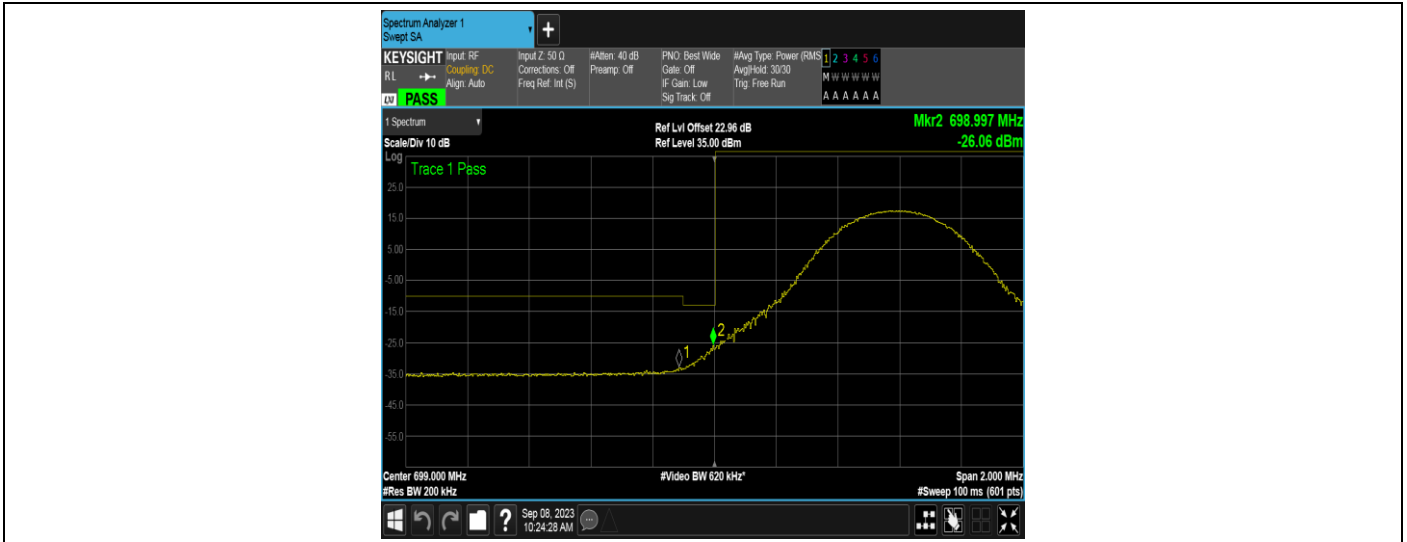 Spectrum Analyzer 1
Swept SA
+
KEYSIGHT Input: RF Input Z: 50 Ω #Atten: 40 dB PNO: Best Wide #Avg Type: Power (RMS 1 2 3 4 5 6
RL Coupling: DC Corrections: Off Preamp: Off Gate: Off Avg|Hold: 30/30 M W W W W W
Align: Auto Freq Ref: Int (S) IF Gain: Low Trig: Free Run
LXI PASS Sig Track: Off A A A A A A
1 Spectrum Ref Lvl Offset 22.96 dB Mkr2 698.997 MHz
Scale/Div 10 dB Ref Level 35.00 dBm -26.06 dBm
Log
Trace 1 Pass
25.0
15.0
5.00
-5.00
-15.0
2
-25.0
1
-35.0
-45.0
-55.0
Center 699.000 MHz #Video BW 620 kHz* Span 2.000 MHz
#Res BW 200 kHz #Sweep 100 ms (601 pts)
? Sep 08, 2023
10:24:28 AM